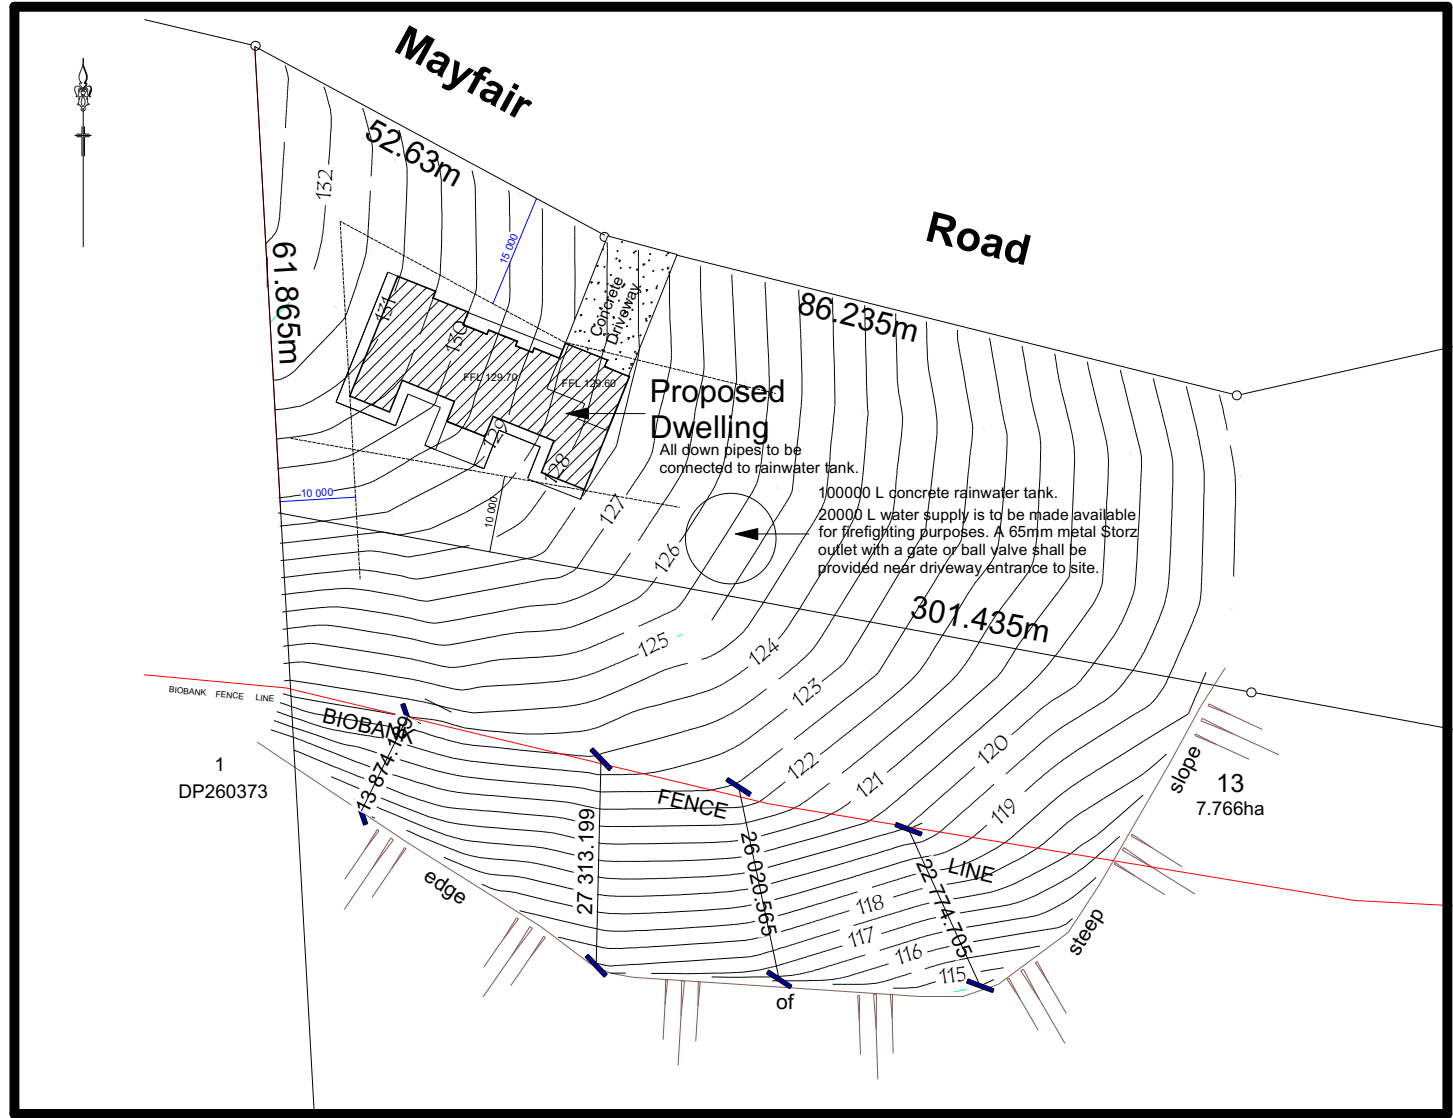 Mayfair
Road
52.63m
132
61.865m
15 000
Concrete
Driveway
86.235m
131
130
FFL 129.70
FFL 129.60
Proposed
Dwelling
All down pipes to be
connected to rainwater tank.
129
128
10 000
10 000
127
100000 L concrete rainwater tank.
20000 L water supply is to be made available
for firefighting purposes. A 65mm metal Storz
outlet with a gate or ball valve shall be
provided near driveway entrance to site.
126
301.435m
125
124
123
BIOBANK FENCE LINE
BIOBANK
FENCE
LINE
122
121
120
119
1
DP260373
27 313.199
26 020.565
22 774.705
slope
13
7.766ha
118
117
116
115
edge
of
steep